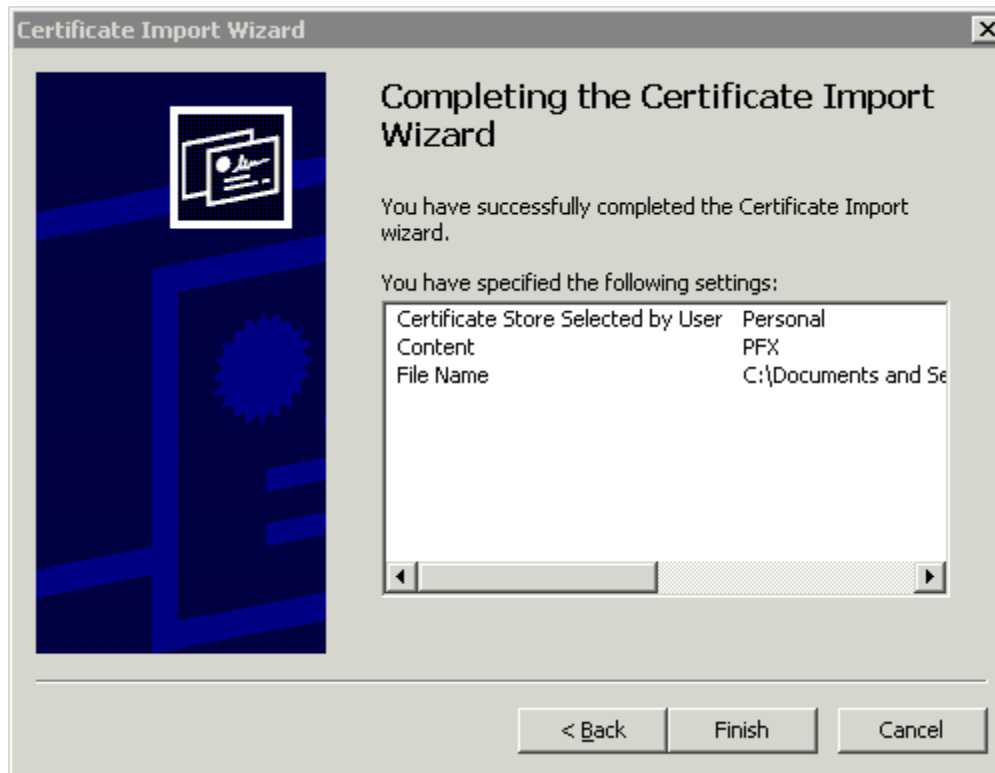 Certificate Import Wizard
Completing the Certificate Import
Wizard
You have successfully completed the Certificate Import
wizard.
You have specified the following settings:
Certificate Store Selected by User Personal
Content PFX
File Name C:\Documents and Se
< Back Finish Cancel